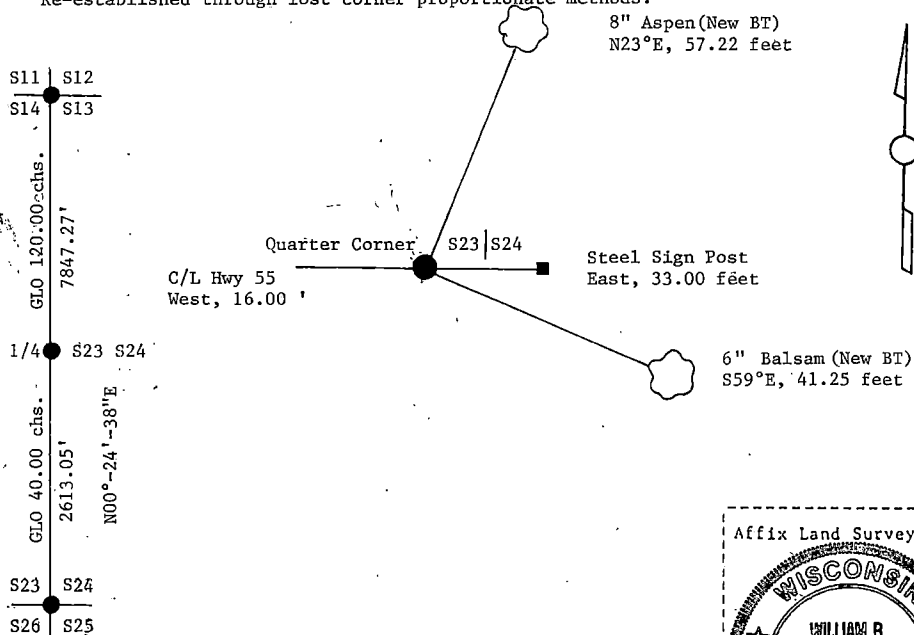 Re-established through lost corner proportionate methods.
8" Aspen(New BT)
N23°E, 57.22 feet
S11 S12
S14 S13
GLO 120.00 chs.
7847.27'
Quarter Corner S23 S24
C/L Hwy 55
West, 16.00 '
Steel Sign Post
East, 33.00 feet
1/4 S23 S24
6" Balsam (New BT)
S59°E, 41.25 feet
GLO 40.00 chs.
2613.05'
N00°-24'-38"E
S23 S24
S26 S25
Affix Land Survey
WISCONSIN
WILLIAM R